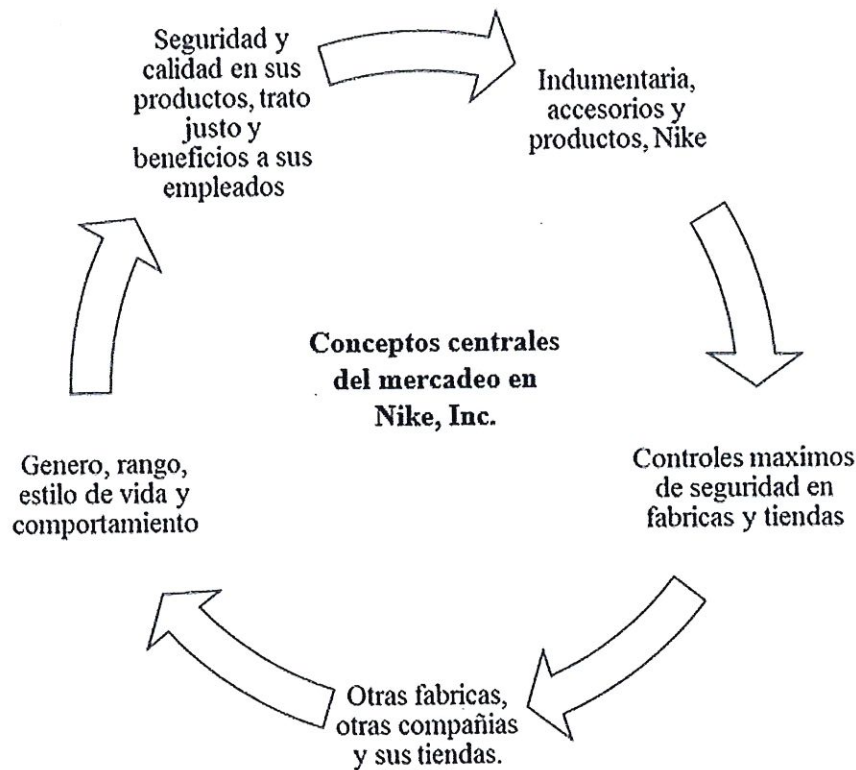 Seguridad y
calidad en sus
productos, trato
justo y
beneficios a sus
empleados
Indumentaria,
accesorios y
productos, Nike
Controles maximos
de seguridad en
fabricas y tiendas
Otras fabricas,
otras compañias
y sus tiendas.
Genero, rango,
estilo de vida y
comportamiento
Conceptos centrales
del mercadeo en
Nike, Inc.